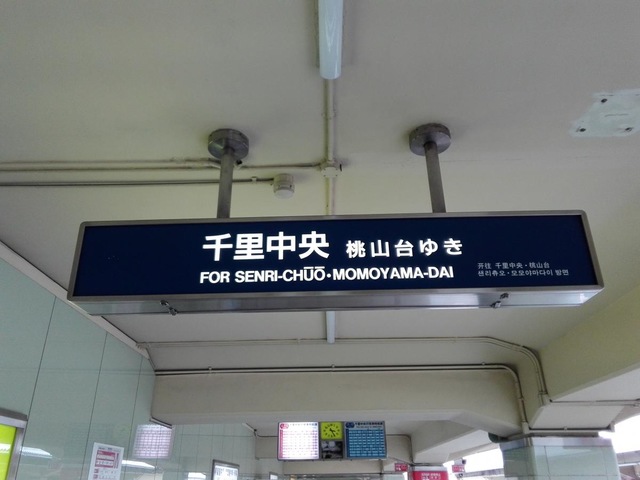 千里中央 桃山台ゆき
FOR SENRI-CHŪŌ•MOMOYAMA-DAI
开往 千里中央・桃山台
센리츄오・모모야마다이 방면